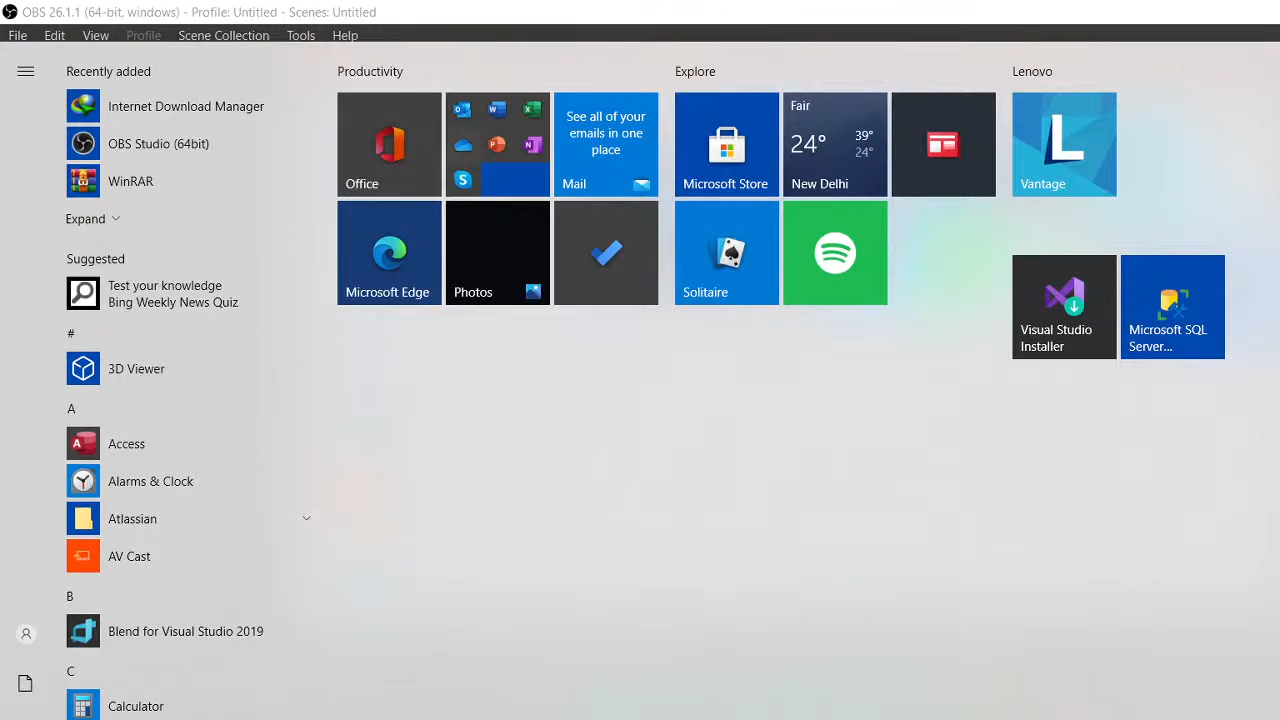 OBS 26.1.1 (64-bit, windows) - Profile: Untitled - Scenes: Untitled
File Edit View Profile Scene Collection Tools Help
Recently added
Internet Download Manager
OBS Studio (64bit)
WinRAR
Expand
Suggested
Test your knowledge
Bing Weekly News Quiz
#
3D Viewer
A
Access
Alarms & Clock
Atlassian
AV Cast
B
Blend for Visual Studio 2019
C
Calculator
Productivity
Office
See all of your
emails in one
place
Mail
Microsoft Edge
Photos
Explore
Microsoft Store
Fair
24° 39°
24°
New Delhi
Solitaire
Lenovo
L
Vantage
Visual Studio
Installer
Microsoft SQL
Server...